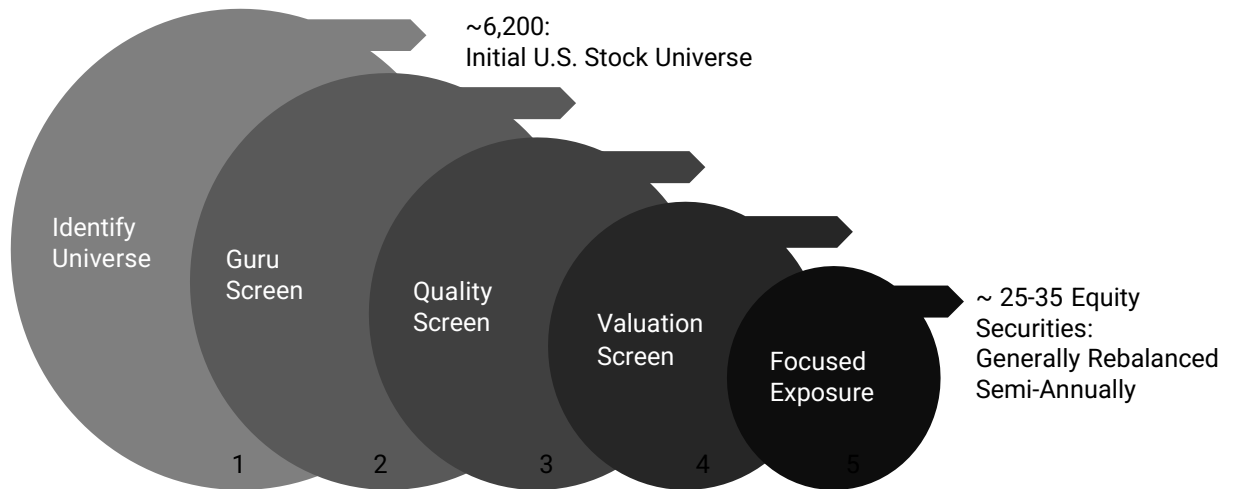 ~6,200:
Initial U.S. Stock Universe
Identify
Universe
Guru
Screen
Quality
Screen
Valuation
Screen
Focused
Exposure
~ 25-35 Equity
Securities:
Generally Rebalanced
Semi-Annually
1
2
3
4
5